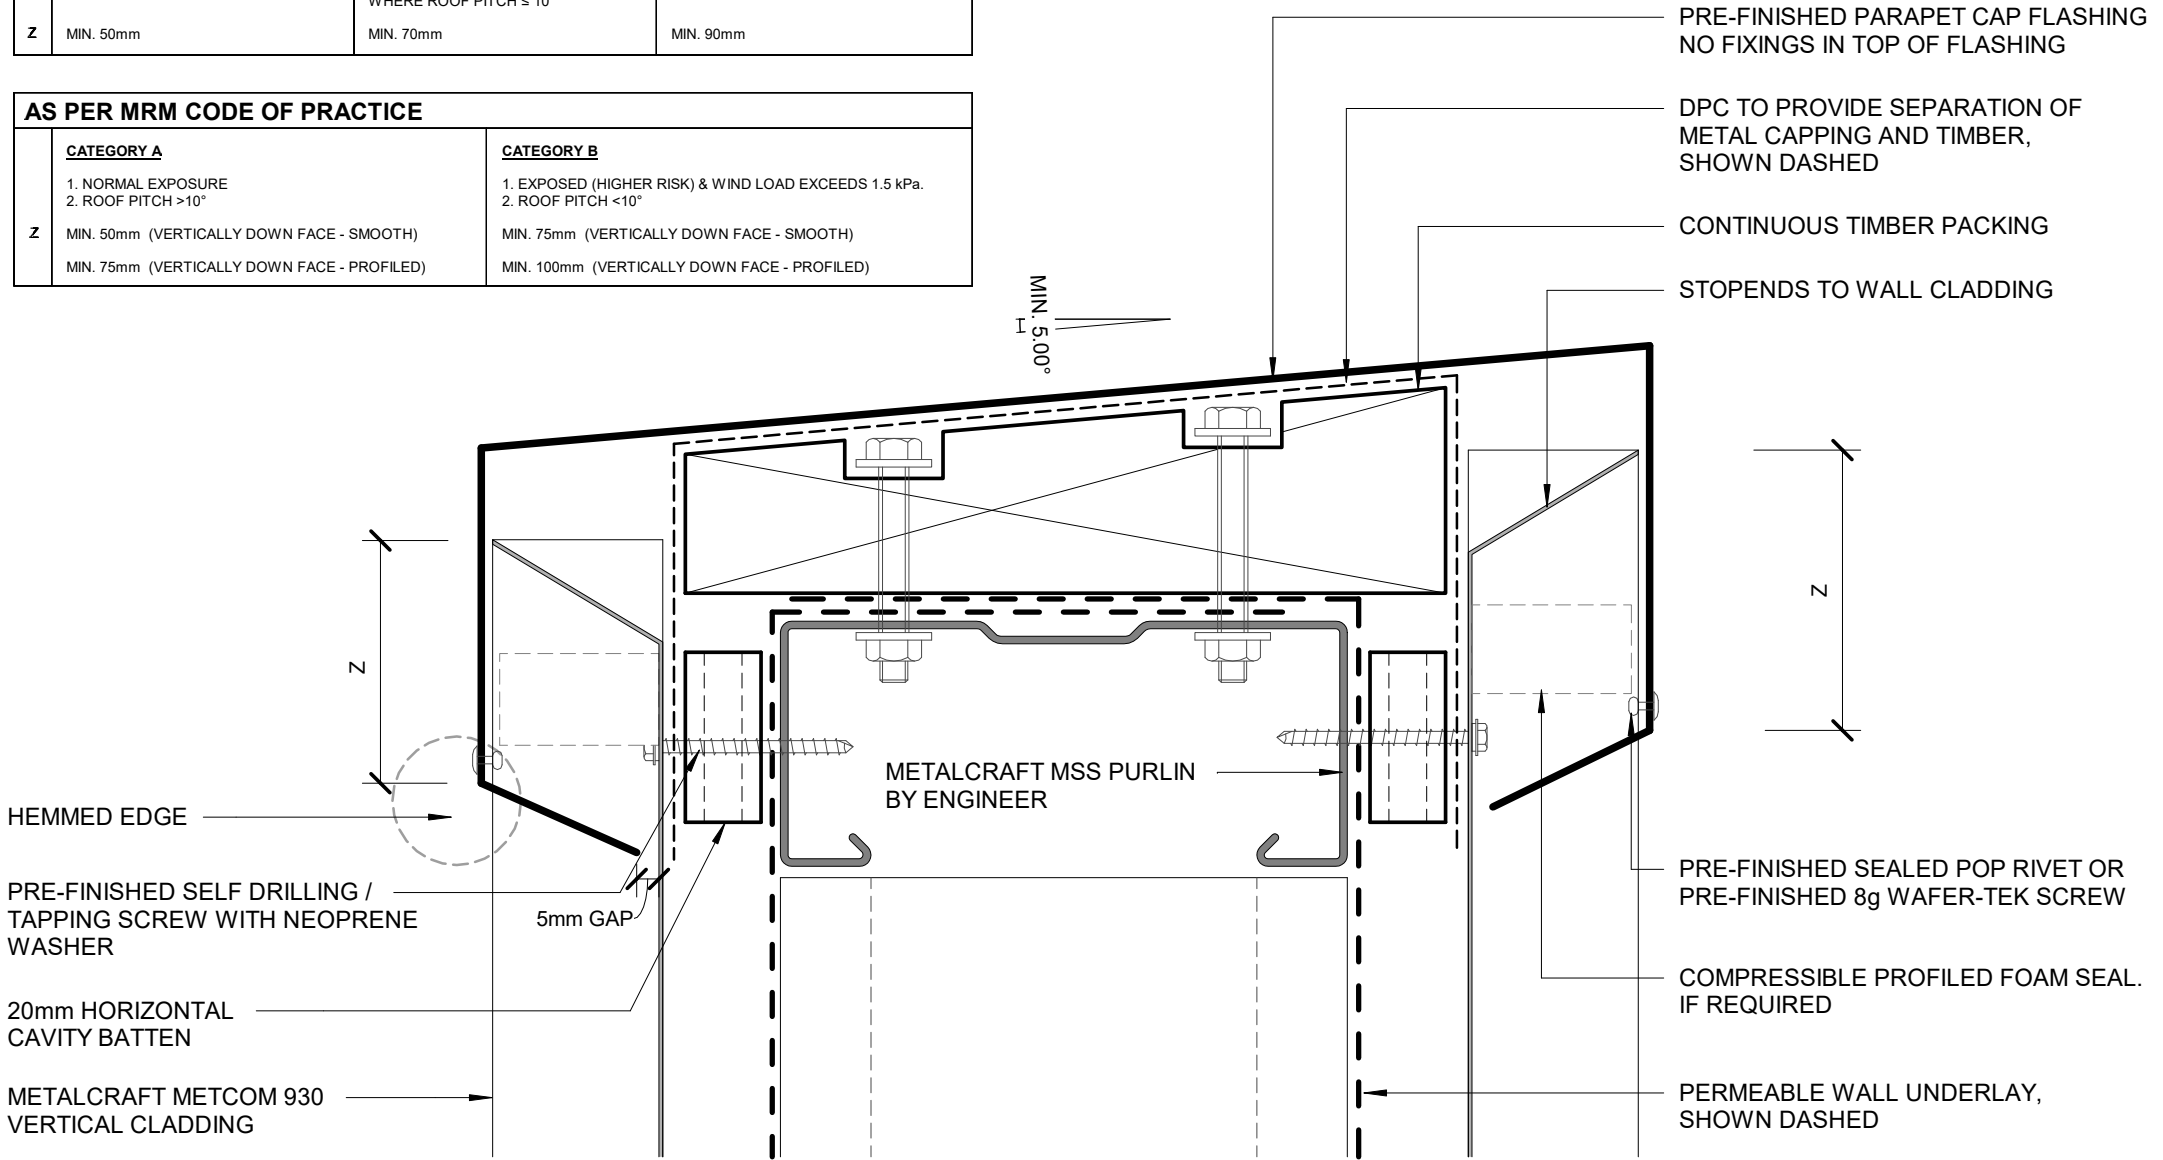 WHERE ROOF PITCH ≤ 10
Z MIN. 50mm MIN. 70mm MIN. 90mm
AS PER MRM CODE OF PRACTICE
CATEGORY A
1. NORMAL EXPOSURE
2. ROOF PITCH >10°
Z
MIN. 50mm (VERTICALLY DOWN FACE - SMOOTH)
MIN. 75mm (VERTICALLY DOWN FACE - PROFILED)
CATEGORY B
1. EXPOSED (HIGHER RISK) & WIND LOAD EXCEEDS 1.5 kPa.
2. ROOF PITCH <10°
MIN. 75mm (VERTICALLY DOWN FACE - SMOOTH)
MIN. 100mm (VERTICALLY DOWN FACE - PROFILED)
PRE-FINISHED PARAPET CAP FLASHING
NO FIXINGS IN TOP OF FLASHING
DPC TO PROVIDE SEPARATION OF
METAL CAPPING AND TIMBER,
SHOWN DASHED
CONTINUOUS TIMBER PACKING
STOPENDS TO WALL CLADDING
MIN. 5.00°
Z
Z
METALCRAFT MSS PURLIN
BY ENGINEER
HEMMED EDGE
PRE-FINISHED SELF DRILLING /
TAPPING SCREW WITH NEOPRENE
WASHER
5mm GAP
20mm HORIZONTAL
CAVITY BATTEN
METALCRAFT METCOM 930
VERTICAL CLADDING
PRE-FINISHED SEALED POP RIVET OR
PRE-FINISHED 8g WAFER-TEK SCREW
COMPRESSIBLE PROFILED FOAM SEAL.
IF REQUIRED
PERMEABLE WALL UNDERLAY,
SHOWN DASHED